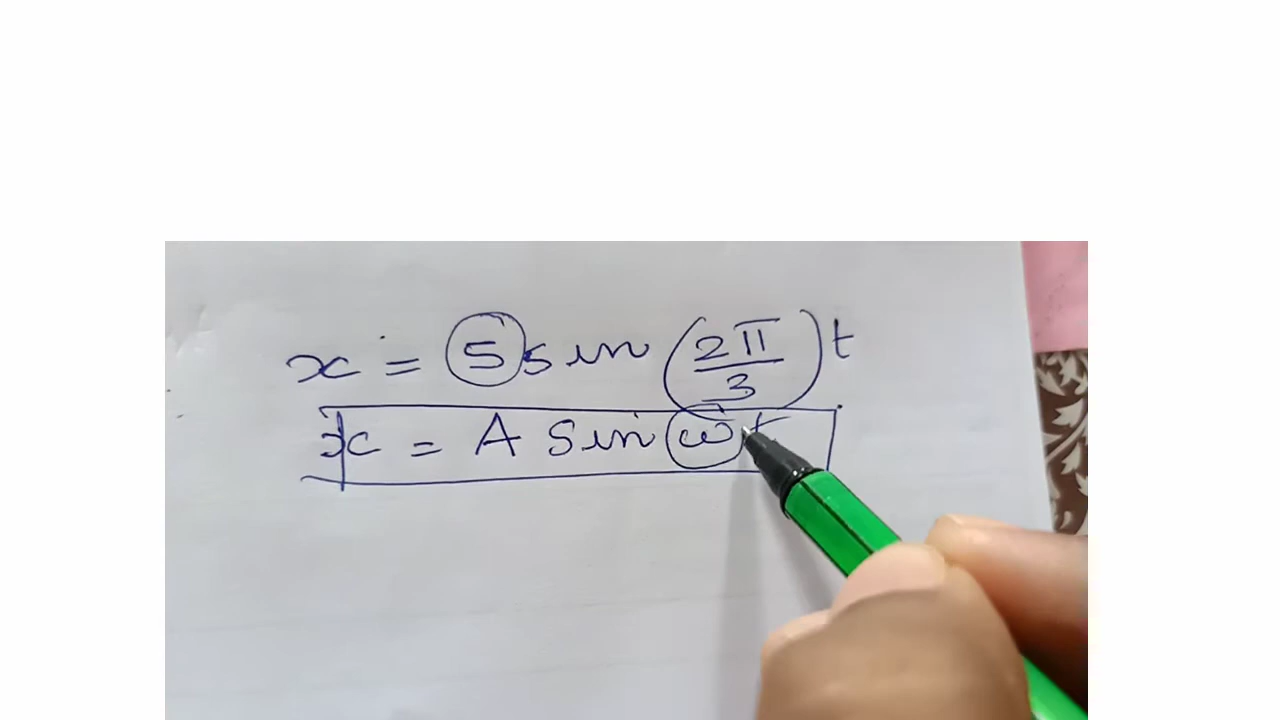 x = 5 sin (2π/3) t
x = A sin ωt